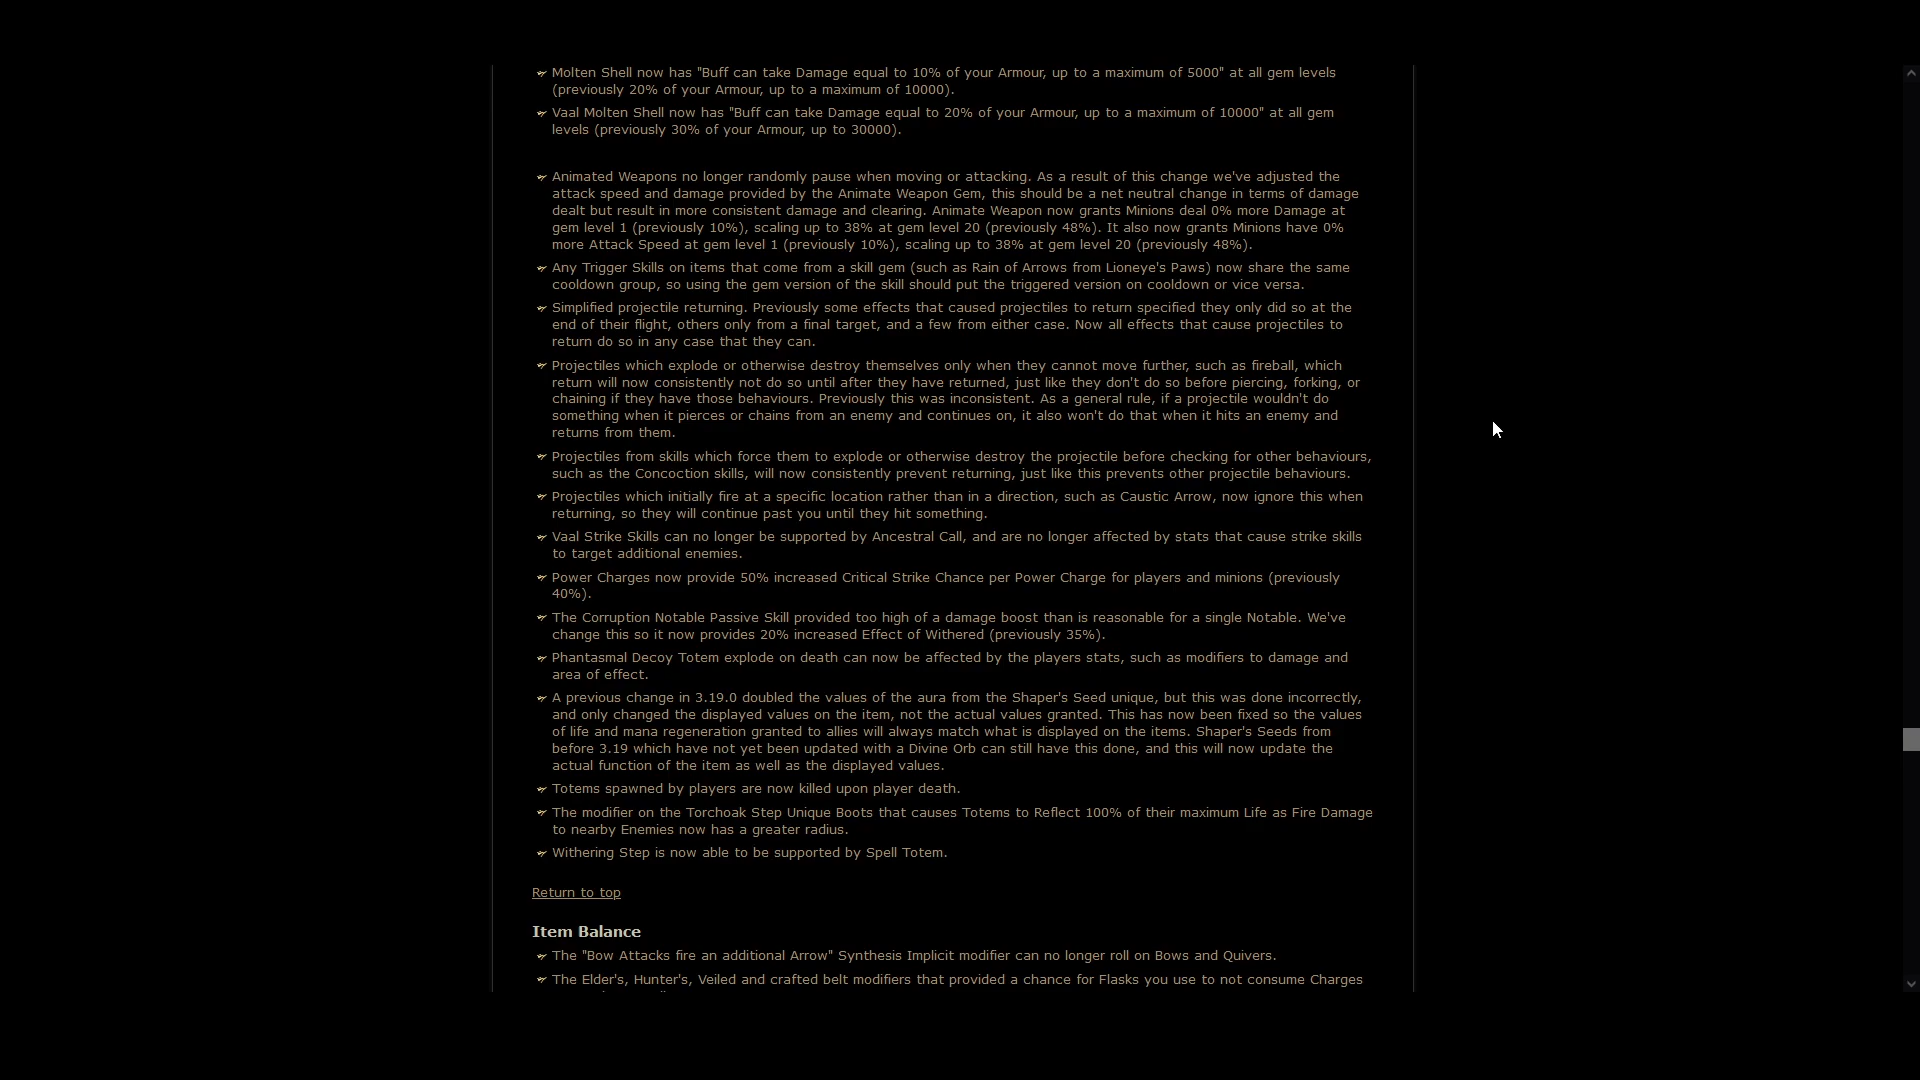 Molten Shell now has "Buff can take Damage equal to 10% of your Armour, up to a maximum of 5000" at all gem levels
(previously 20% of your Armour, up to a maximum of 10000).
Vaal Molten Shell now has "Buff can take Damage equal to 20% of your Armour, up to a maximum of 10000" at all gem
levels (previously 30% of your Armour, up to 30000).
Animated Weapons no longer randomly pause when moving or attacking. As a result of this change we've adjusted the
attack speed and damage provided by the Animate Weapon Gem, this should be a net neutral change in terms of damage
dealt but result in more consistent damage and clearing. Animate Weapon now grants Minions deal 0% more Damage at
gem level 1 (previously 10%), scaling up to 38% at gem level 20 (previously 48%). It also now grants Minions have 0%
more Attack Speed at gem level 1 (previously 10%), scaling up to 38% at gem level 20 (previously 48%).
Any Trigger Skills on items that come from a skill gem (such as Rain of Arrows from Lioneye's Paws) now share the same
cooldown group, so using the gem version of the skill should put the triggered version on cooldown or vice versa.
Simplified projectile returning. Previously some effects that caused projectiles to return specified they only did so at the
end of their flight, others only from a final target, and a few from either case. Now all effects that cause projectiles to
return do so in any case that they can.
Projectiles which explode or otherwise destroy themselves only when they cannot move further, such as fireball, which
return will now consistently not do so until after they have returned, just like they don't do so before piercing, forking, or
chaining if they have those behaviours. Previously this was inconsistent. As a general rule, if a projectile wouldn't do
something when it pierces or chains from an enemy and continues on, it also won't do that when it hits an enemy and
returns from them.
Projectiles from skills which force them to explode or otherwise destroy the projectile before checking for other behaviours,
such as the Concoction skills, will now consistently prevent returning, just like this prevents other projectile behaviours.
Projectiles which initially fire at a specific location rather than in a direction, such as Caustic Arrow, now ignore this when
returning, so they will continue past you until they hit something.
Vaal Strike Skills can no longer be supported by Ancestral Call, and are no longer affected by stats that cause strike skills
to target additional enemies.
Power Charges now provide 50% increased Critical Strike Chance per Power Charge for players and minions (previously
40%).
The Corruption Notable Passive Skill provided too high of a damage boost than is reasonable for a single Notable. We've
change this so it now provides 20% increased Effect of Withered (previously 35%).
Phantasmal Decoy Totem explode on death can now be affected by the players stats, such as modifiers to damage and
area of effect.
A previous change in 3.19.0 doubled the values of the aura from the Shaper's Seed unique, but this was done incorrectly,
and only changed the displayed values on the item, not the actual values granted. This has now been fixed so the values
of life and mana regeneration granted to allies will always match what is displayed on the items. Shaper's Seeds from
before 3.19 which have not yet been updated with a Divine Orb can still have this done, and this will now update the
actual function of the item as well as the displayed values.
Totems spawned by players are now killed upon player death.
The modifier on the Torchoak Step Unique Boots that causes Totems to Reflect 100% of their maximum Life as Fire Damage
to nearby Enemies now has a greater radius.
Withering Step is now able to be supported by Spell Totem.
Return to top
Item Balance
The "Bow Attacks fire an additional Arrow" Synthesis Implicit modifier can no longer roll on Bows and Quivers.
The Elder's, Hunter's, Veiled and crafted belt modifiers that provided a chance for Flasks you use to not consume Charges